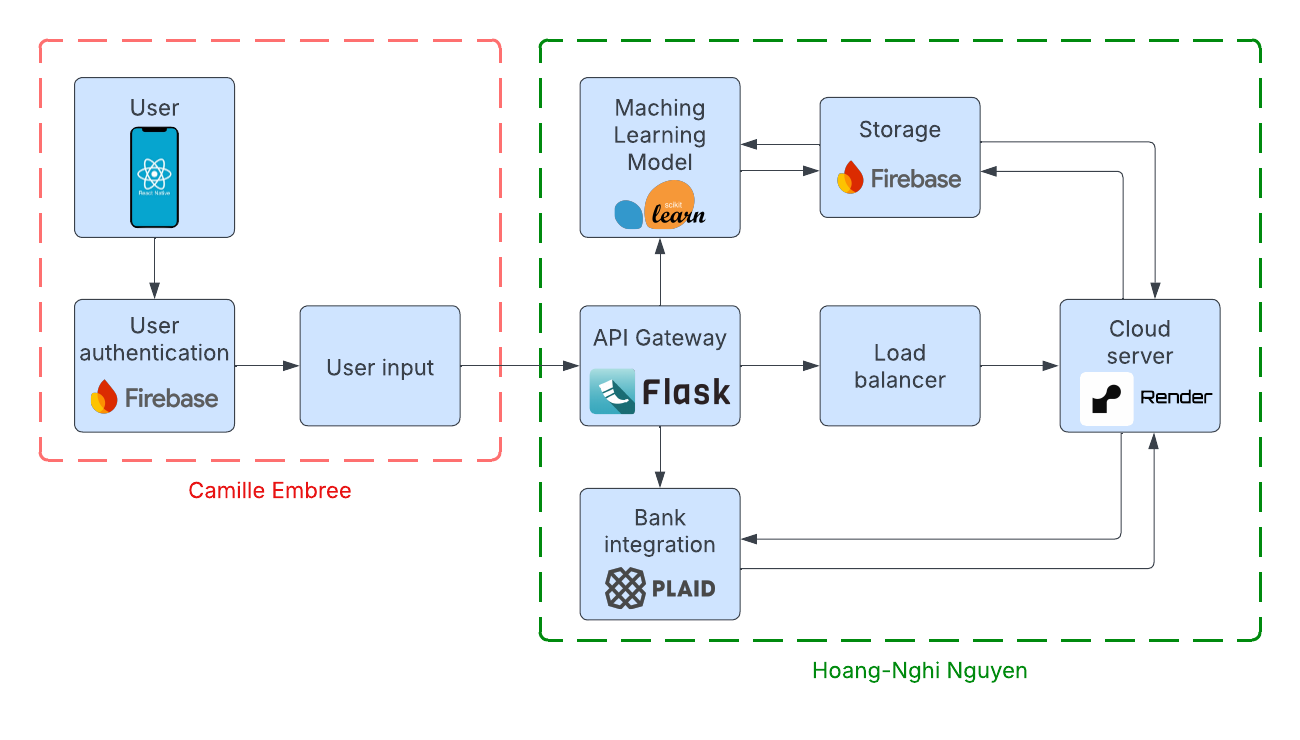 User
React Native
User
authentication
Firebase
User input
Camille Embree
Maching
Learning
Model
scikit
learn
Storage
Firebase
API Gateway
Flask
Load
balancer
Cloud
server
Render
Bank
integration
PLAID
Hoang-Nghi Nguyen